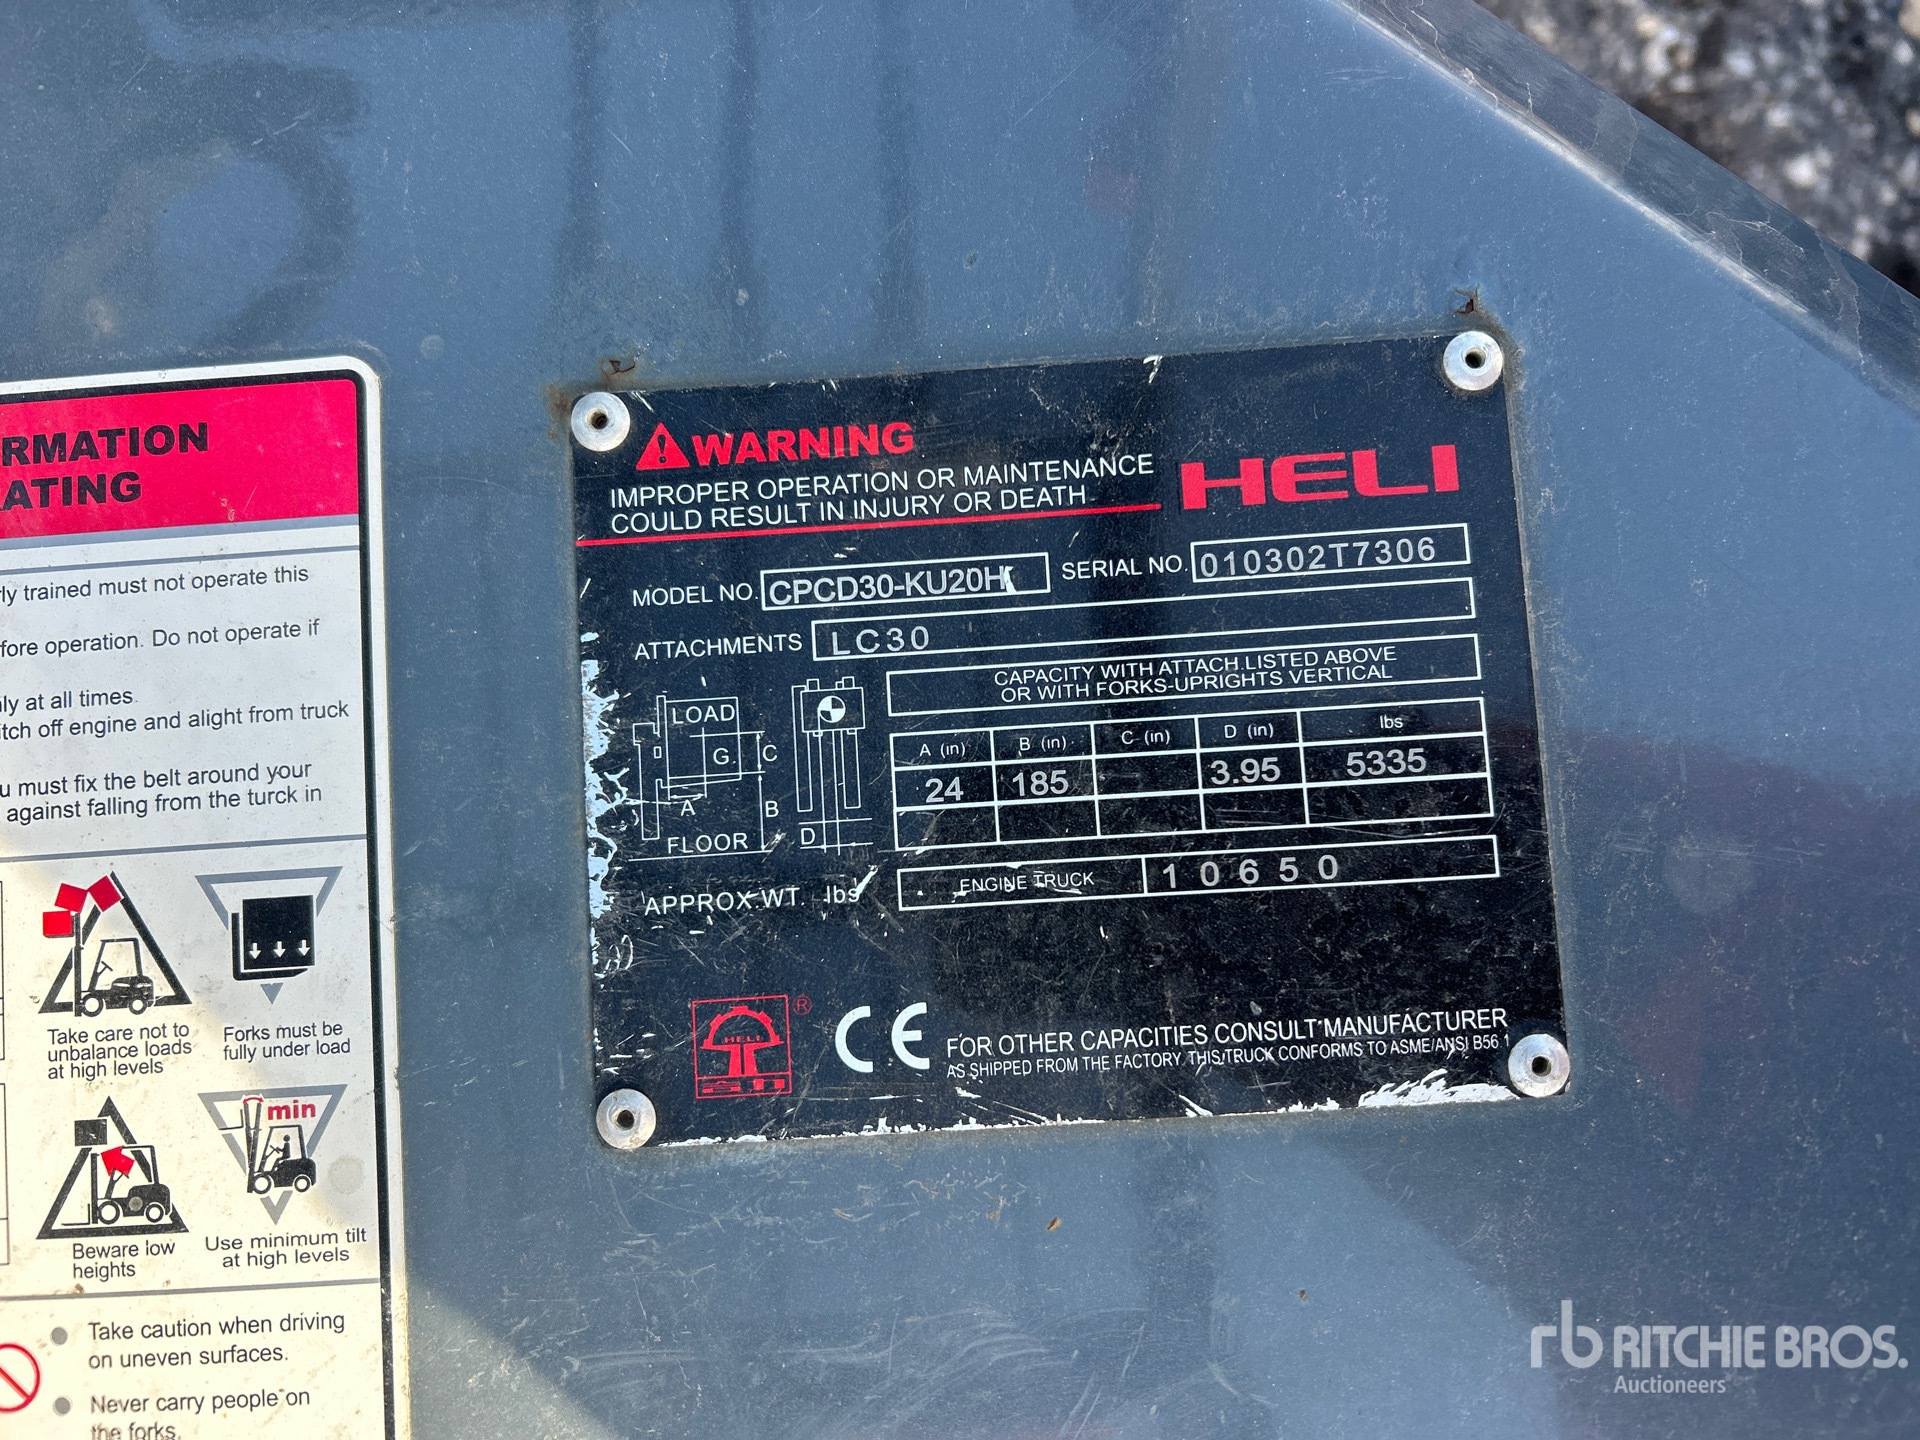 RMATION
ATING
rly trained must not operate this
fore operation. Do not operate if
ly at all times.
itch off engine and alight from truck
u must fix the belt around your
against falling from the turck in
Take care not to
unbalance loads
at high levels
Forks must be
fully under load
min
Beware low
heights
Use minimum tilt
at high levels
Take caution when driving
on uneven surfaces.
Never carry people on
the forks.
WARNING
IMPROPER OPERATION OR MAINTENANCE
COULD RESULT IN INJURY OR DEATH
HELI
MODEL NO. CPCD30-KU20H
SERIAL NO. 010302T7306
ATTACHMENTS LC30
CAPACITY WITH ATTACH.LISTED ABOVE
OR WITH FORKS-UPRIGHTS VERTICAL
LOAD
G.
C
A
B
D
FLOOR
A (in) B (in) C (in) D (in) lbs
24 185 3.95 5335
APPROX.WT. lbs ENGINE TRUCK 10650
HELI
®
CE
FOR OTHER CAPACITIES CONSULT MANUFACTURER
AS SHIPPED FROM THE FACTORY. THIS TRUCK CONFORMS TO ASME/ANSI B56.1
rb RITCHIE BROS.
Auctioneers